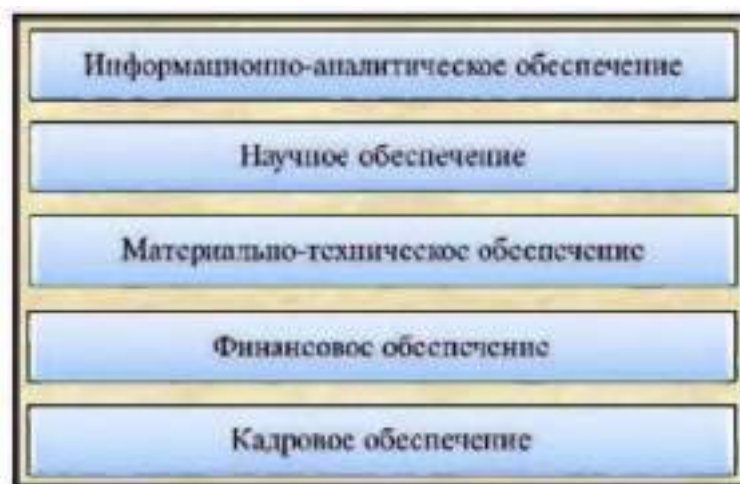 Информационно-аналитическое обеспечение
Научное обеспечение
Материально-техническое обеспечение
Финансовое обеспечение
Кадровое обеспечение